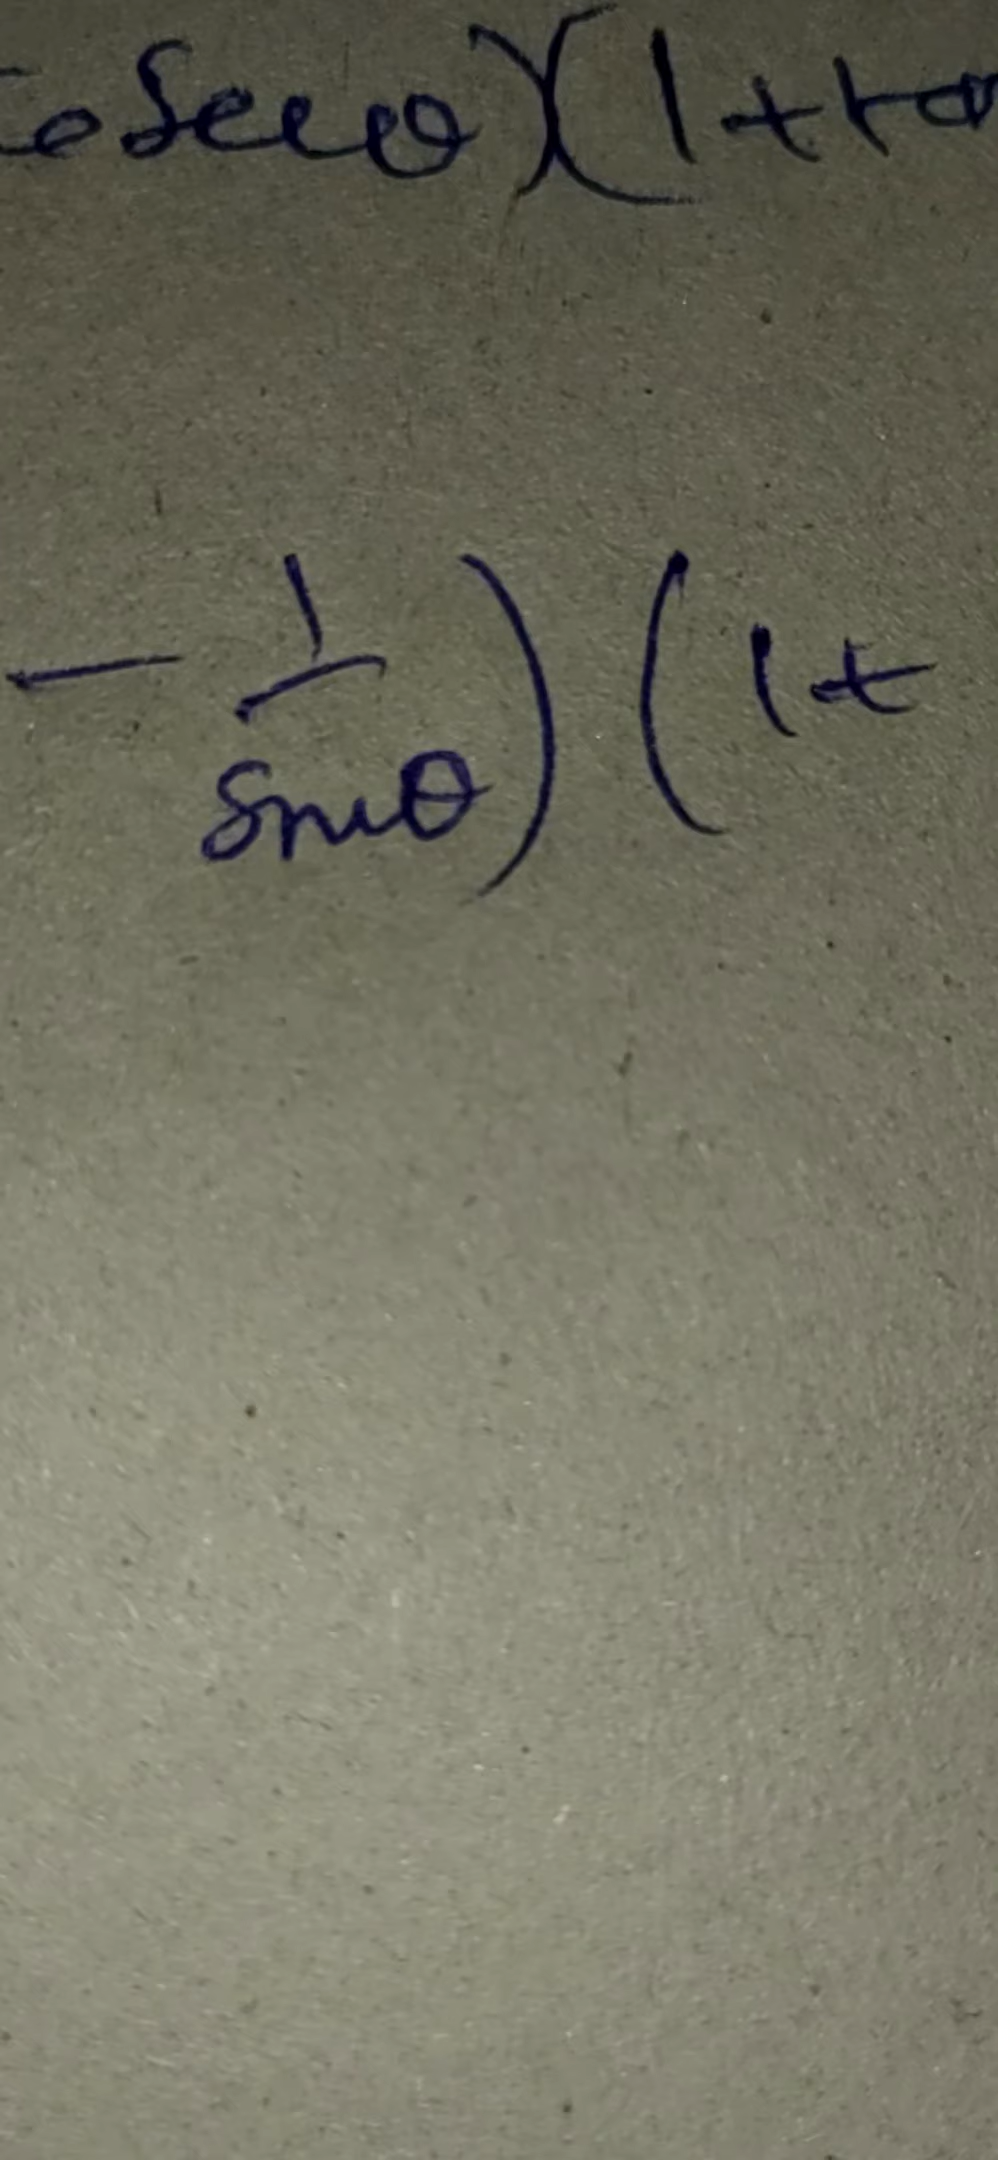 cosecθ)(1+ta
- 1/sinθ) (1+